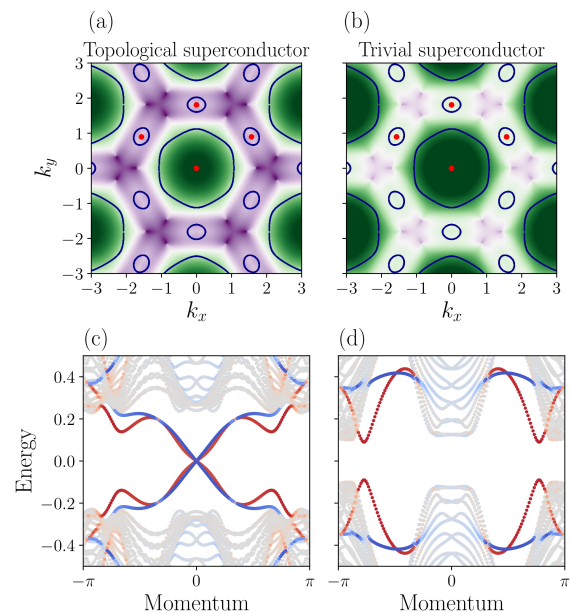 (a)
(b)
Topological superconductor
Trivial superconductor
3
2
1
0
−1
−2
−3
k_y
−3 −2 −1 0 1 2 3
−3 −2 −1 0 1 2 3
k_x
k_x
(c)
(d)
0.4
0.2
0.0
−0.2
−0.4
Energy
−π 0 π
−π 0 π
Momentum
Momentum